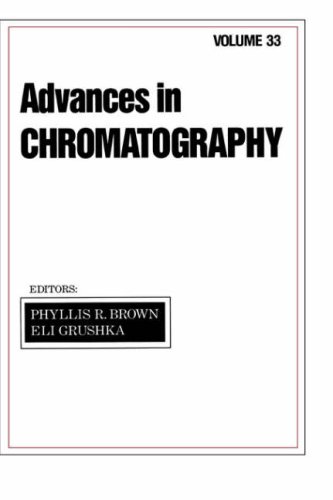 VOLUME 33
Advances in
CHROMATOGRAPHY
EDITORS:
PHYLLIS R. BROWN
ELI GRUSHKA